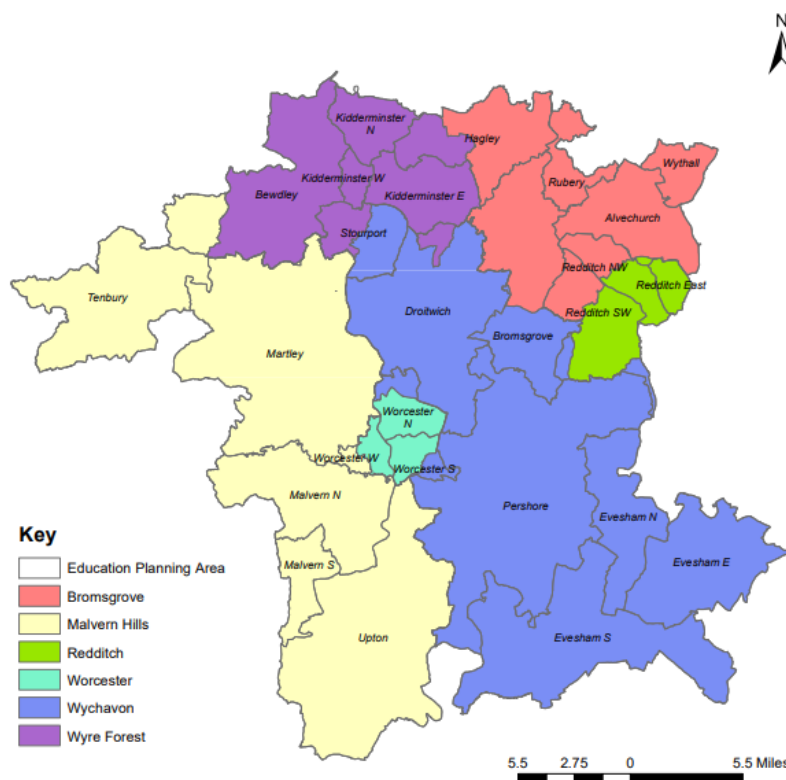 N
Kidderminster
N
Hagley
Wythall
Rubery
Kidderminster W
Bewdley
Kidderminster E
Alvechurch
Stourport
Redditch NW
Redditch East
Tenbury
Droitwich
Redditch SW
Bromsgrove
Martley
Worcester
N
Worcester W
Worcester S
Malvern N
Pershore
Evesham N
Evesham E
Malvern S
Upton
Evesham S
Key
Education Planning Area
Bromsgrove
Malvern Hills
Redditch
Worcester
Wychavon
Wyre Forest
5.5 2.75 0 5.5 Miles